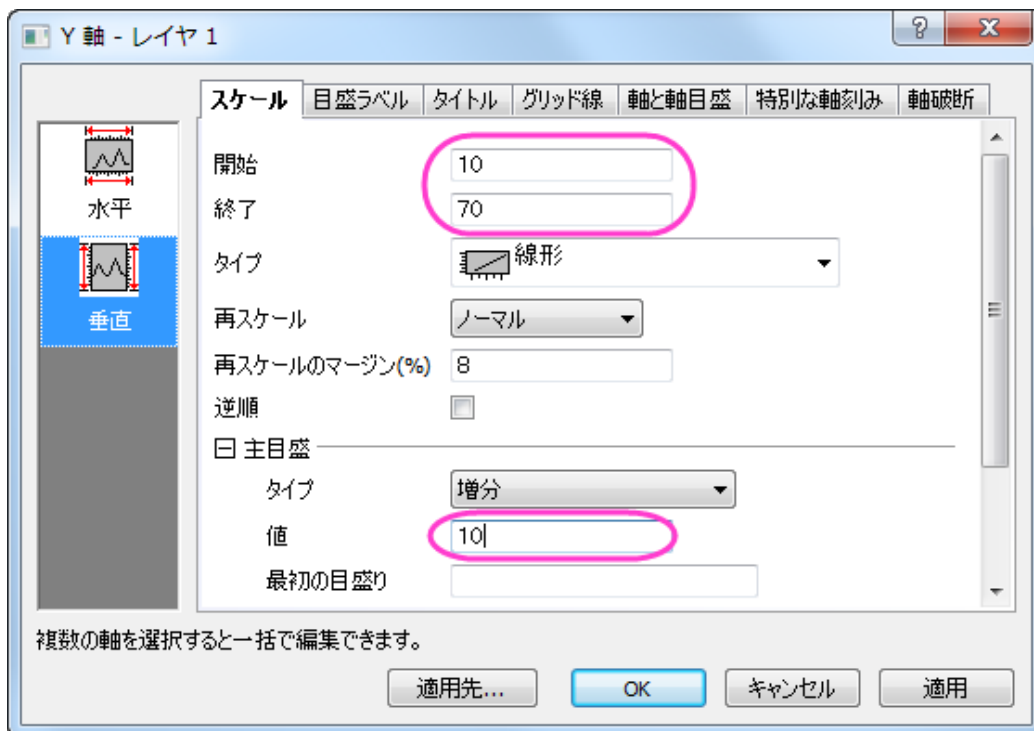 Y 軸 - レイヤ 1
スケール 目盛ラベル タイトル グリッド線 軸と軸目盛 特別な軸刻み 軸破断
水平
垂直
開始 10
終了 70
タイプ 線形
再スケール ノーマル
再スケールのマージン(%) 8
逆順
主目盛
タイプ 増分
値 10
最初の目盛り
複数の軸を選択すると一括で編集できます。
適用先... OK キャンセル 適用